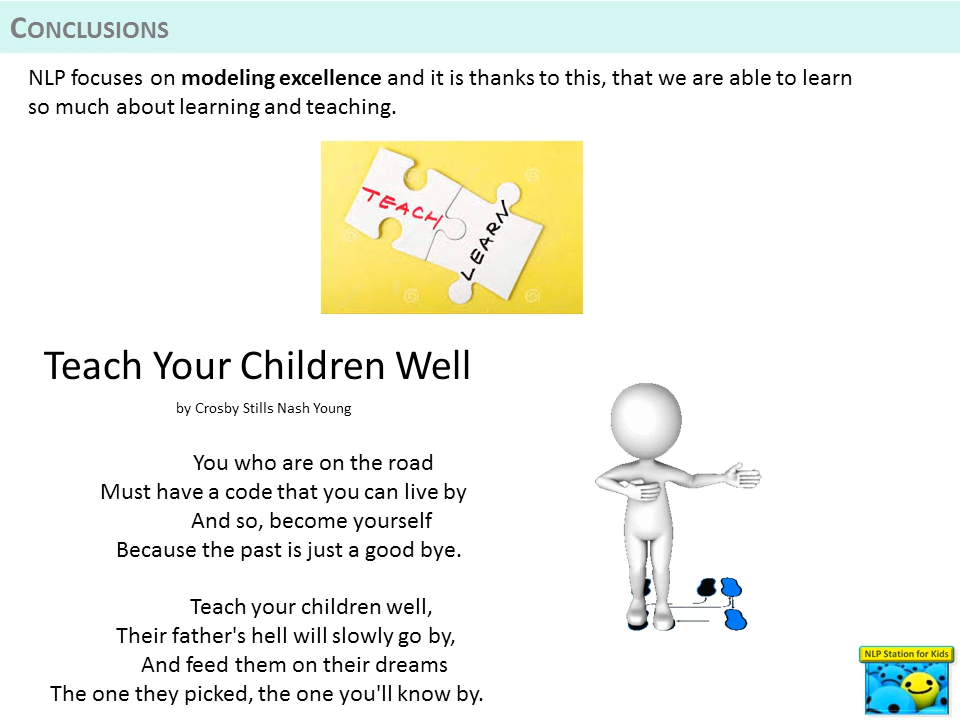 CONCLUSIONS
NLP focuses on modeling excellence and it is thanks to this, that we are able to learn
so much about learning and teaching.
TEACH
LEARN
Teach Your Children Well
by Crosby Stills Nash Young
You who are on the road
Must have a code that you can live by
And so, become yourself
Because the past is just a good bye.
Teach your children well,
Their father's hell will slowly go by,
And feed them on their dreams
The one they picked, the one you'll know by.
NLP Station for Kids